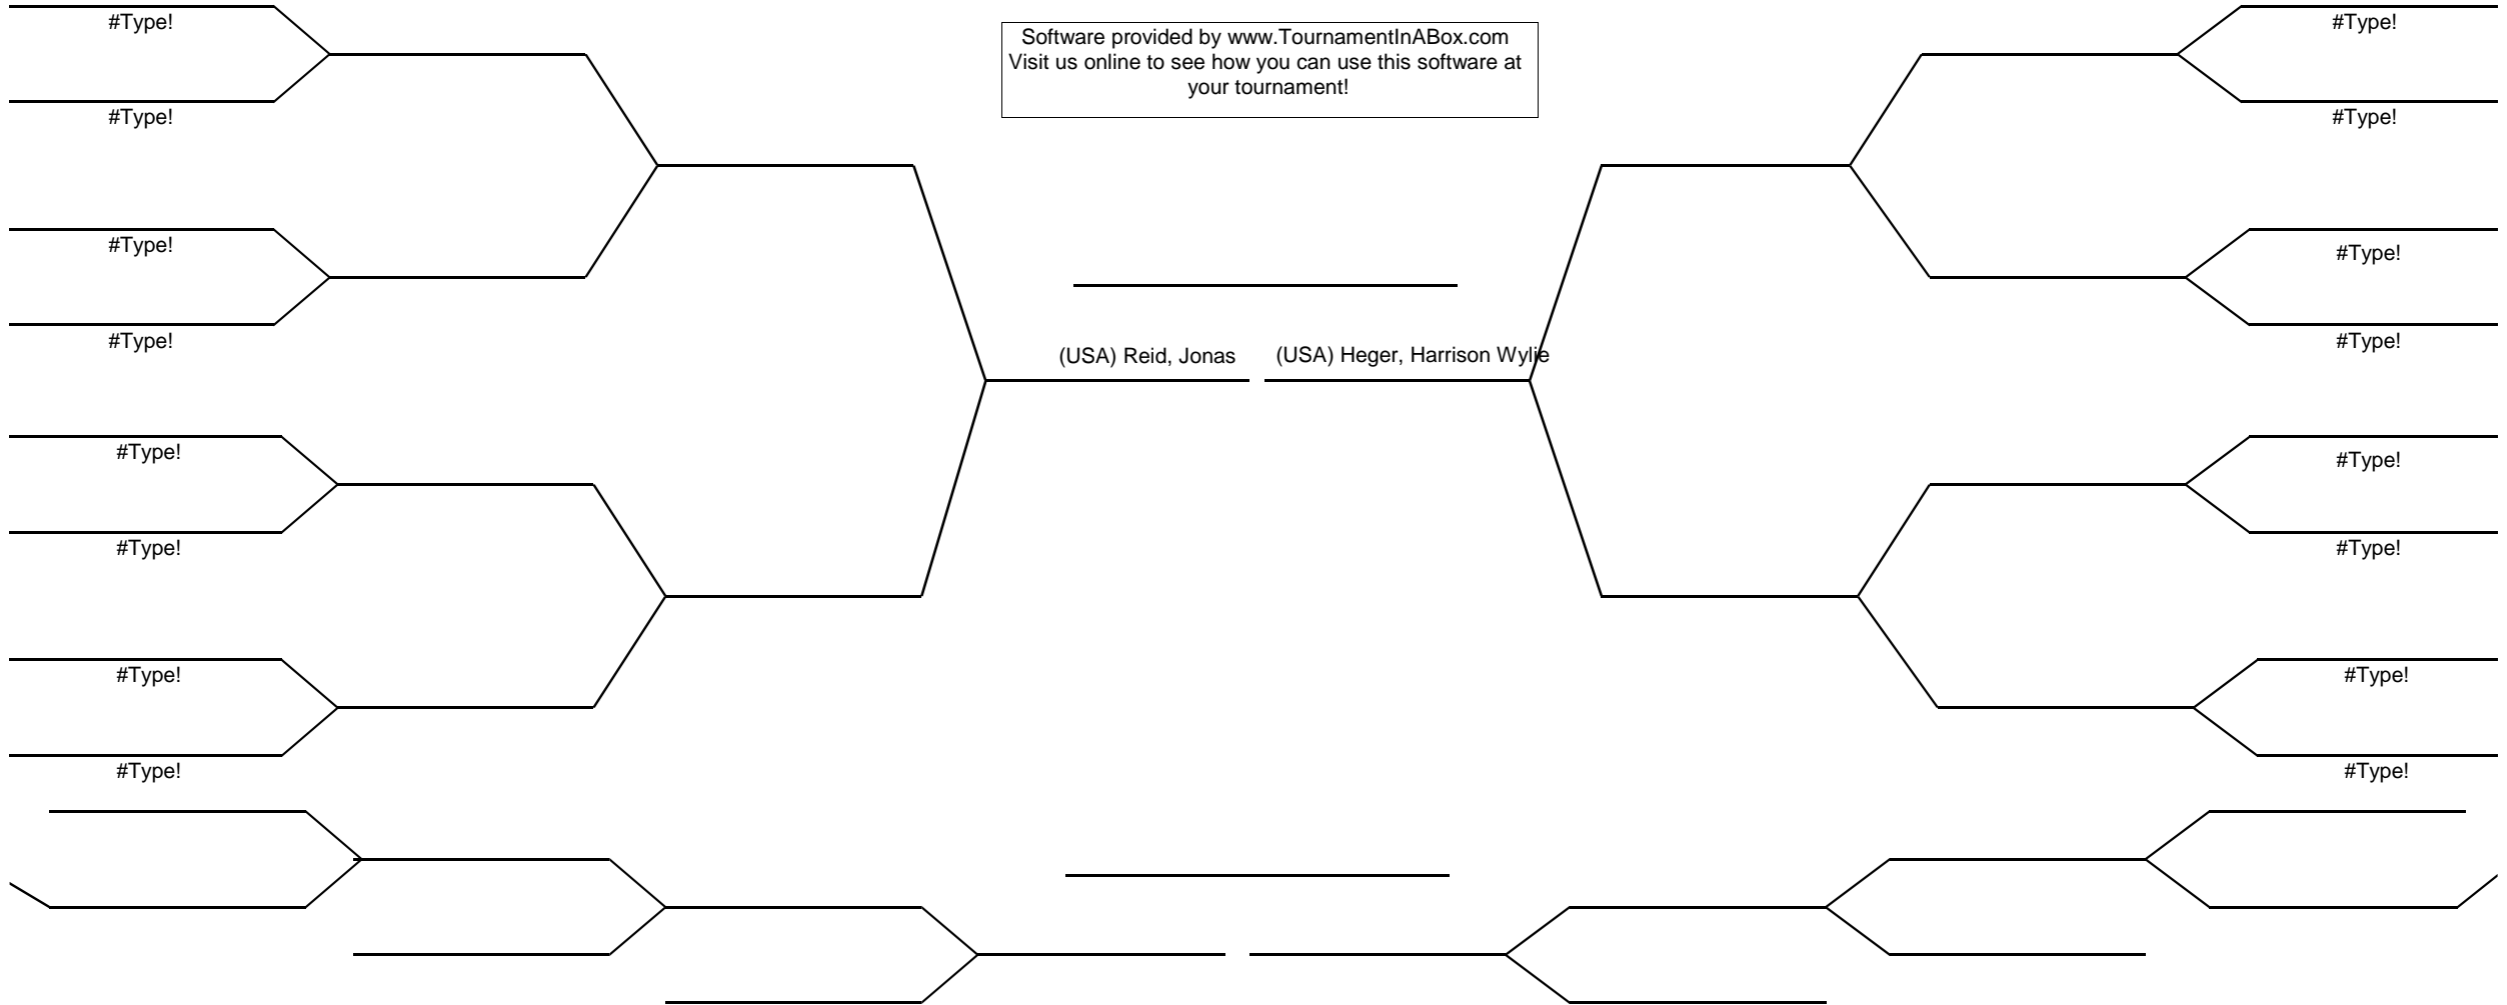 #Type!
Software provided by www.TournamentInABox.com
Visit us online to see how you can use this software at
your tournament!
#Type!
#Type!
#Type!
#Type!
#Type!
#Type!
#Type!
(USA) Reid, Jonas
(USA) Heger, Harrison Wylie
#Type!
#Type!
#Type!
#Type!
#Type!
#Type!
#Type!
#Type!
#Type!